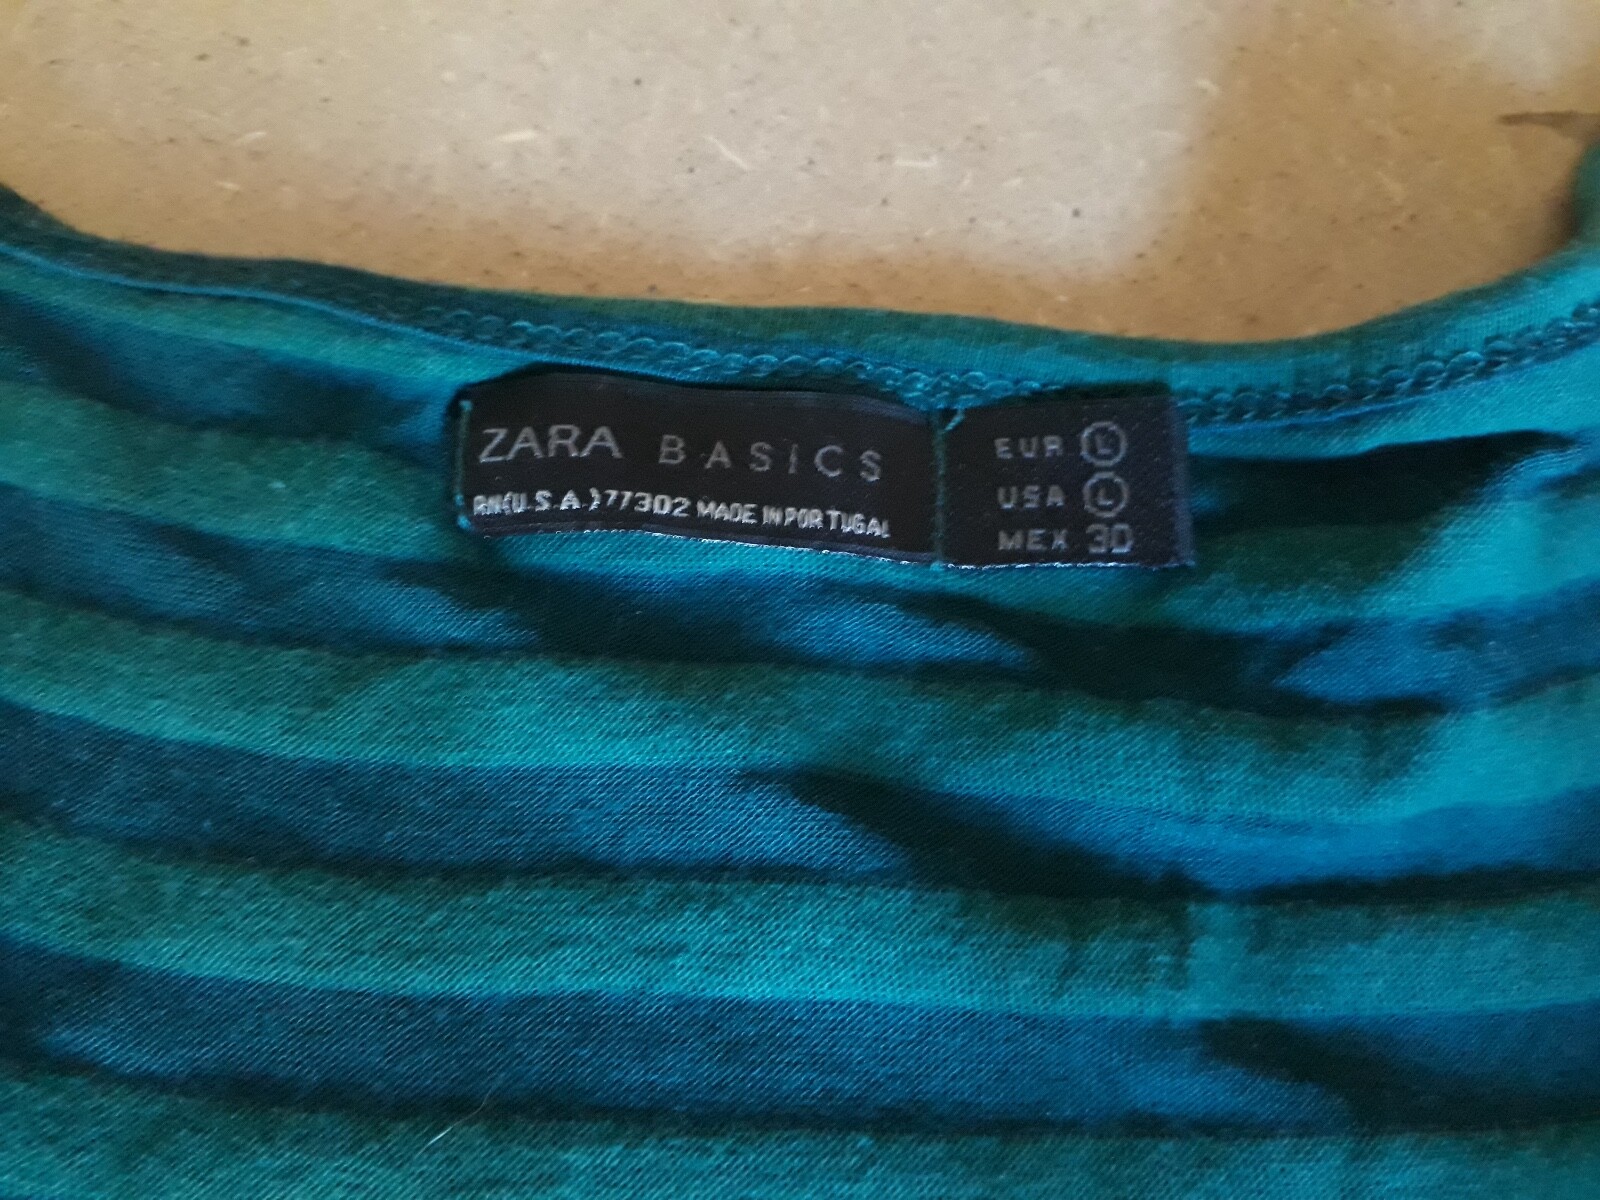 ZARA BASICS
RN(U.S.A.)77302 MADE IN PORTUGAL
EUR L
USA L
MEX 30